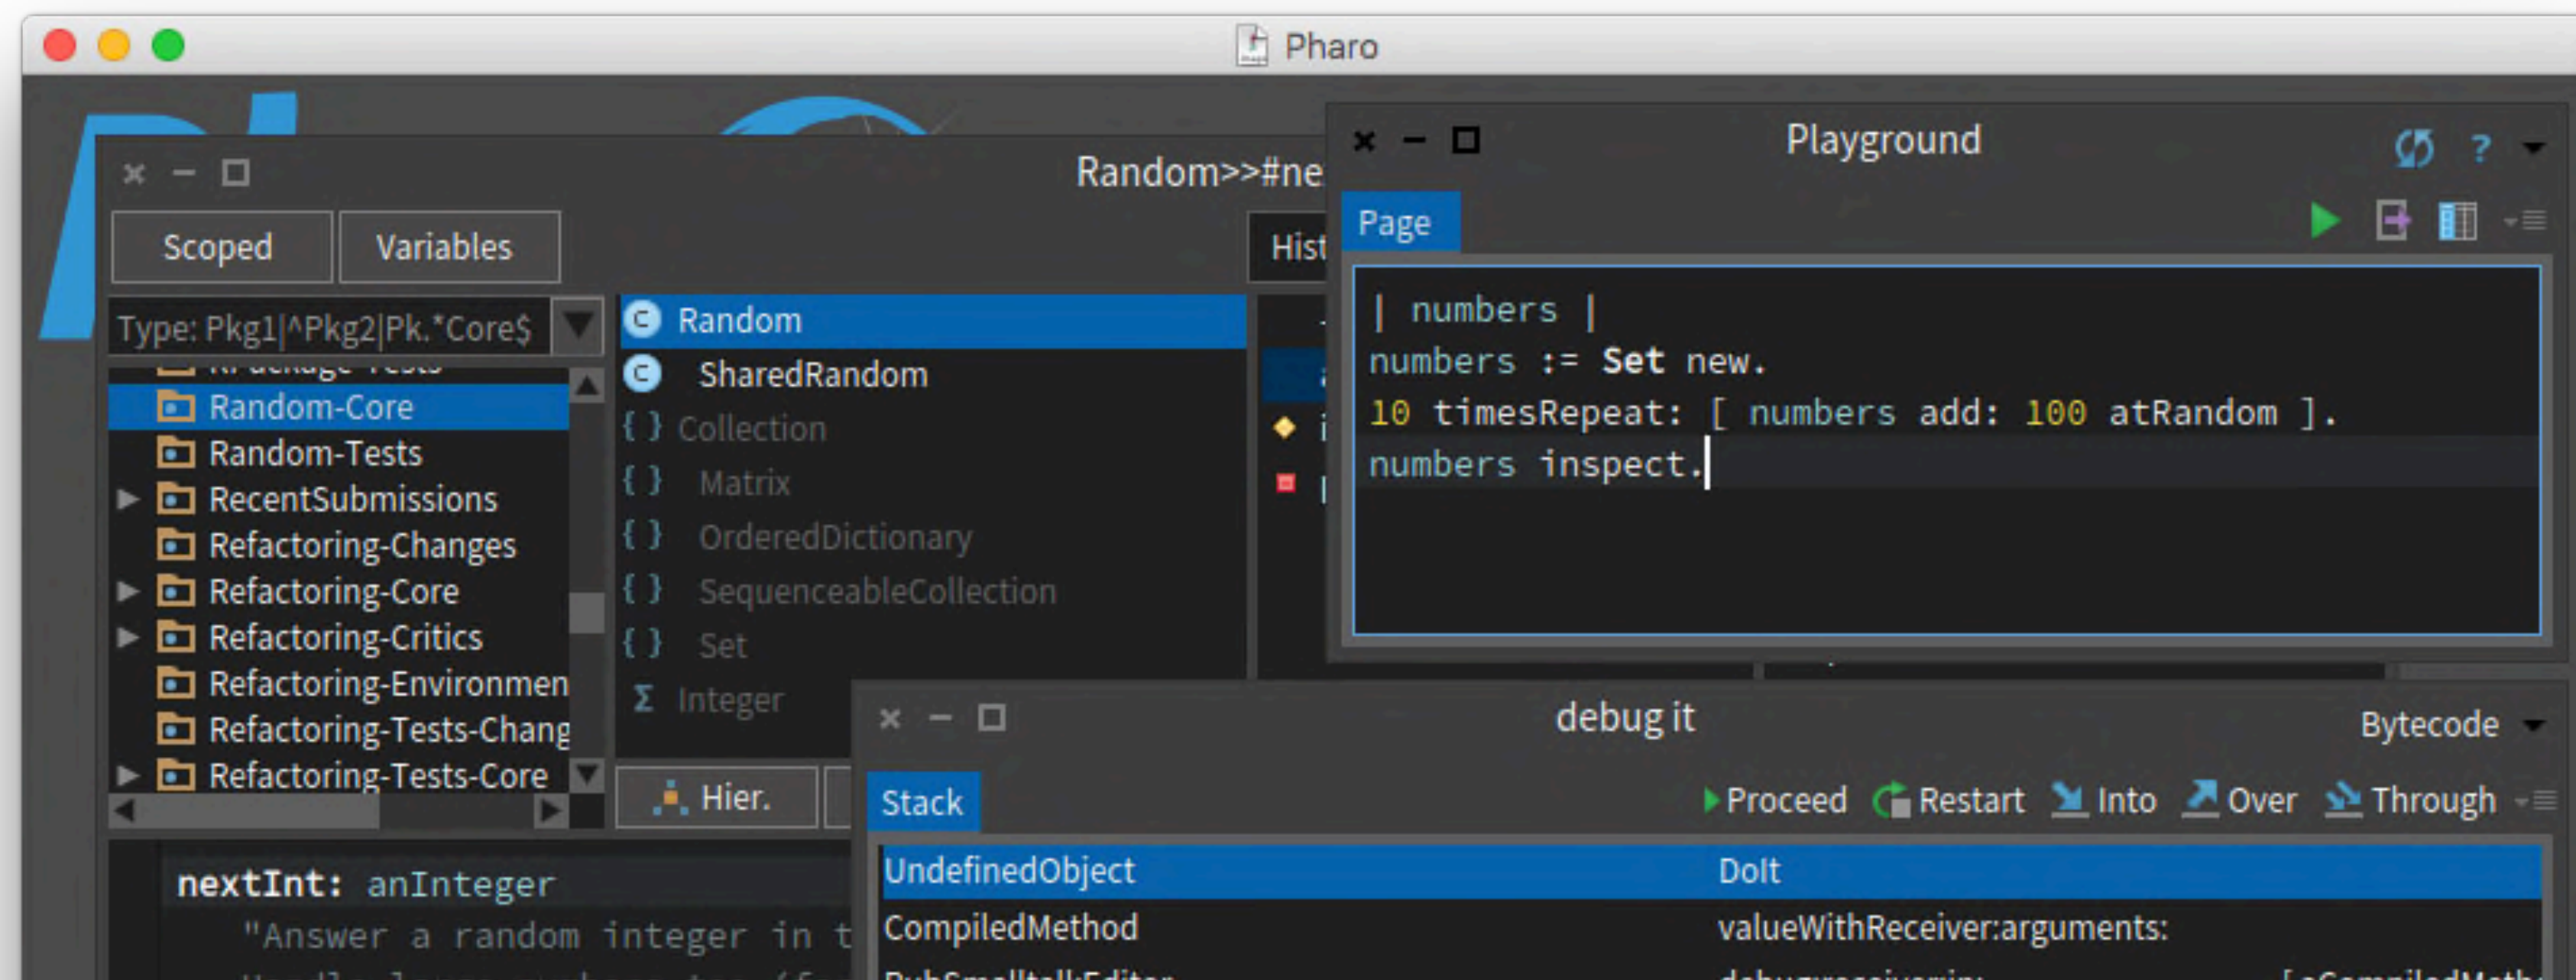 Pharo
Random>>#ne
Scoped
Variables
Hist
Type: Pkg1|^Pkg2|Pk.*Core$
RPackage-Tests
Random-Core
Random-Tests
RecentSubmissions
Refactoring-Changes
Refactoring-Core
Refactoring-Critics
Refactoring-Environmen
Refactoring-Tests-Chang
Refactoring-Tests-Core
Random
SharedRandom
Collection
Matrix
OrderedDictionary
SequenceableCollection
Set
Integer
Hier.
nextInt: anInteger
"Answer a random integer in t
Playground
?
Page
| numbers |
numbers := Set new.
10 timesRepeat: [ numbers add: 100 atRandom ].
numbers inspect.
debug it
Bytecode
Stack
Proceed Restart Into Over Through
UndefinedObject DoIt
CompiledMethod valueWithReceiver:arguments: